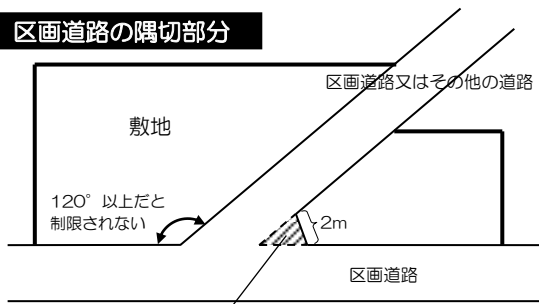 区画道路の隅切部分
区画道路又はその他の道路
敷地
120°以上だと
制限されない
2m
区画道路